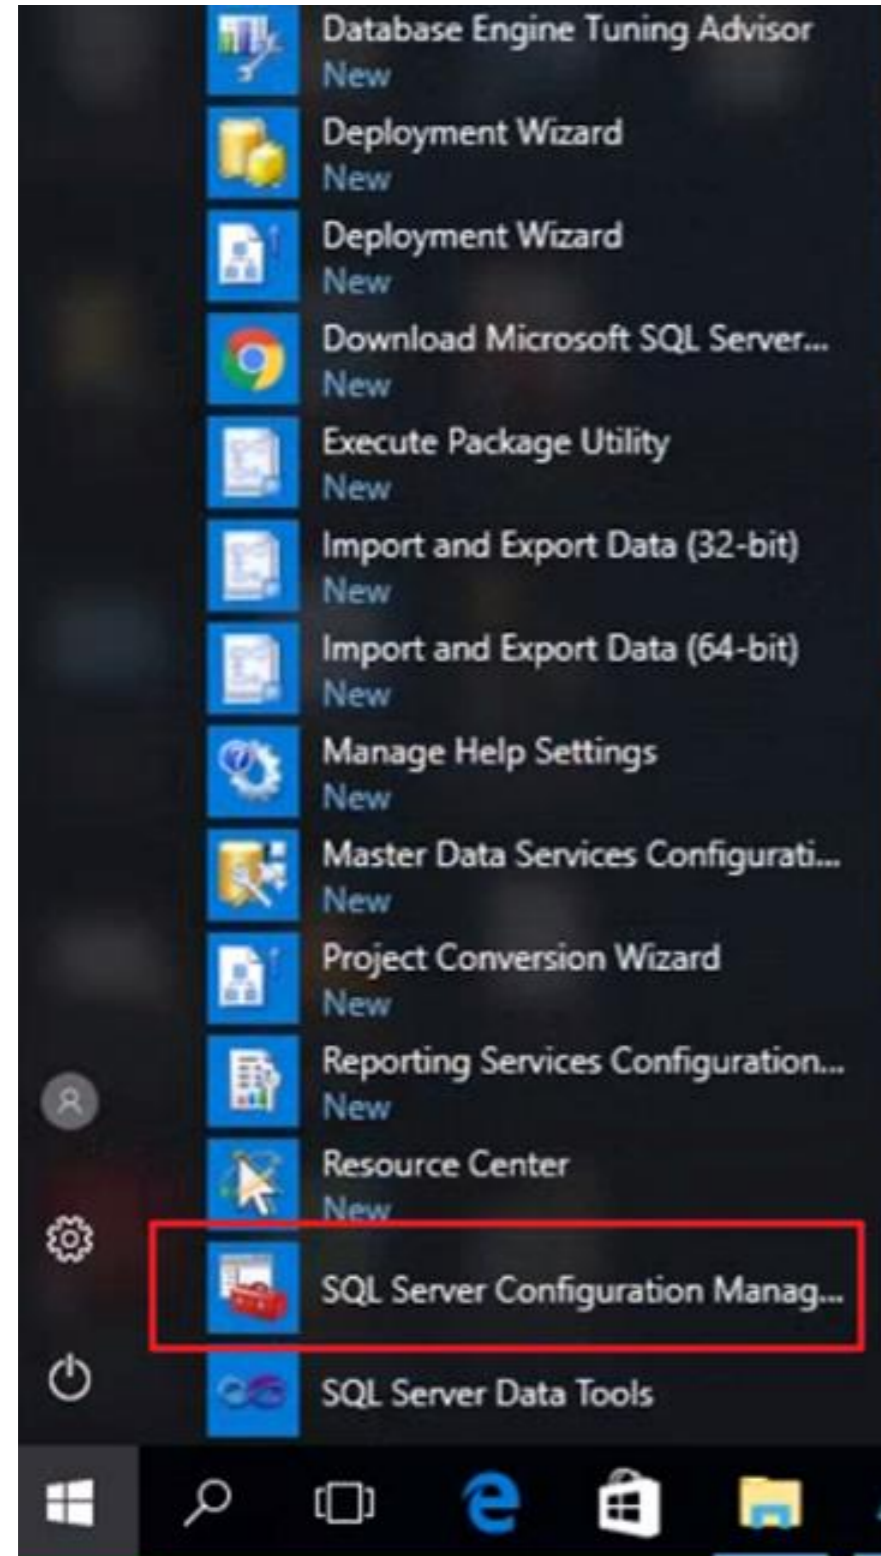 Database Engine Tuning Advisor
New
Deployment Wizard
New
Deployment Wizard
New
Download Microsoft SQL Server...
New
Execute Package Utility
New
Import and Export Data (32-bit)
New
Import and Export Data (64-bit)
New
Manage Help Settings
New
Master Data Services Configurati...
New
Project Conversion Wizard
New
Reporting Services Configuration...
New
Resource Center
New
SQL Server Configuration Manag...
SQL Server Data Tools